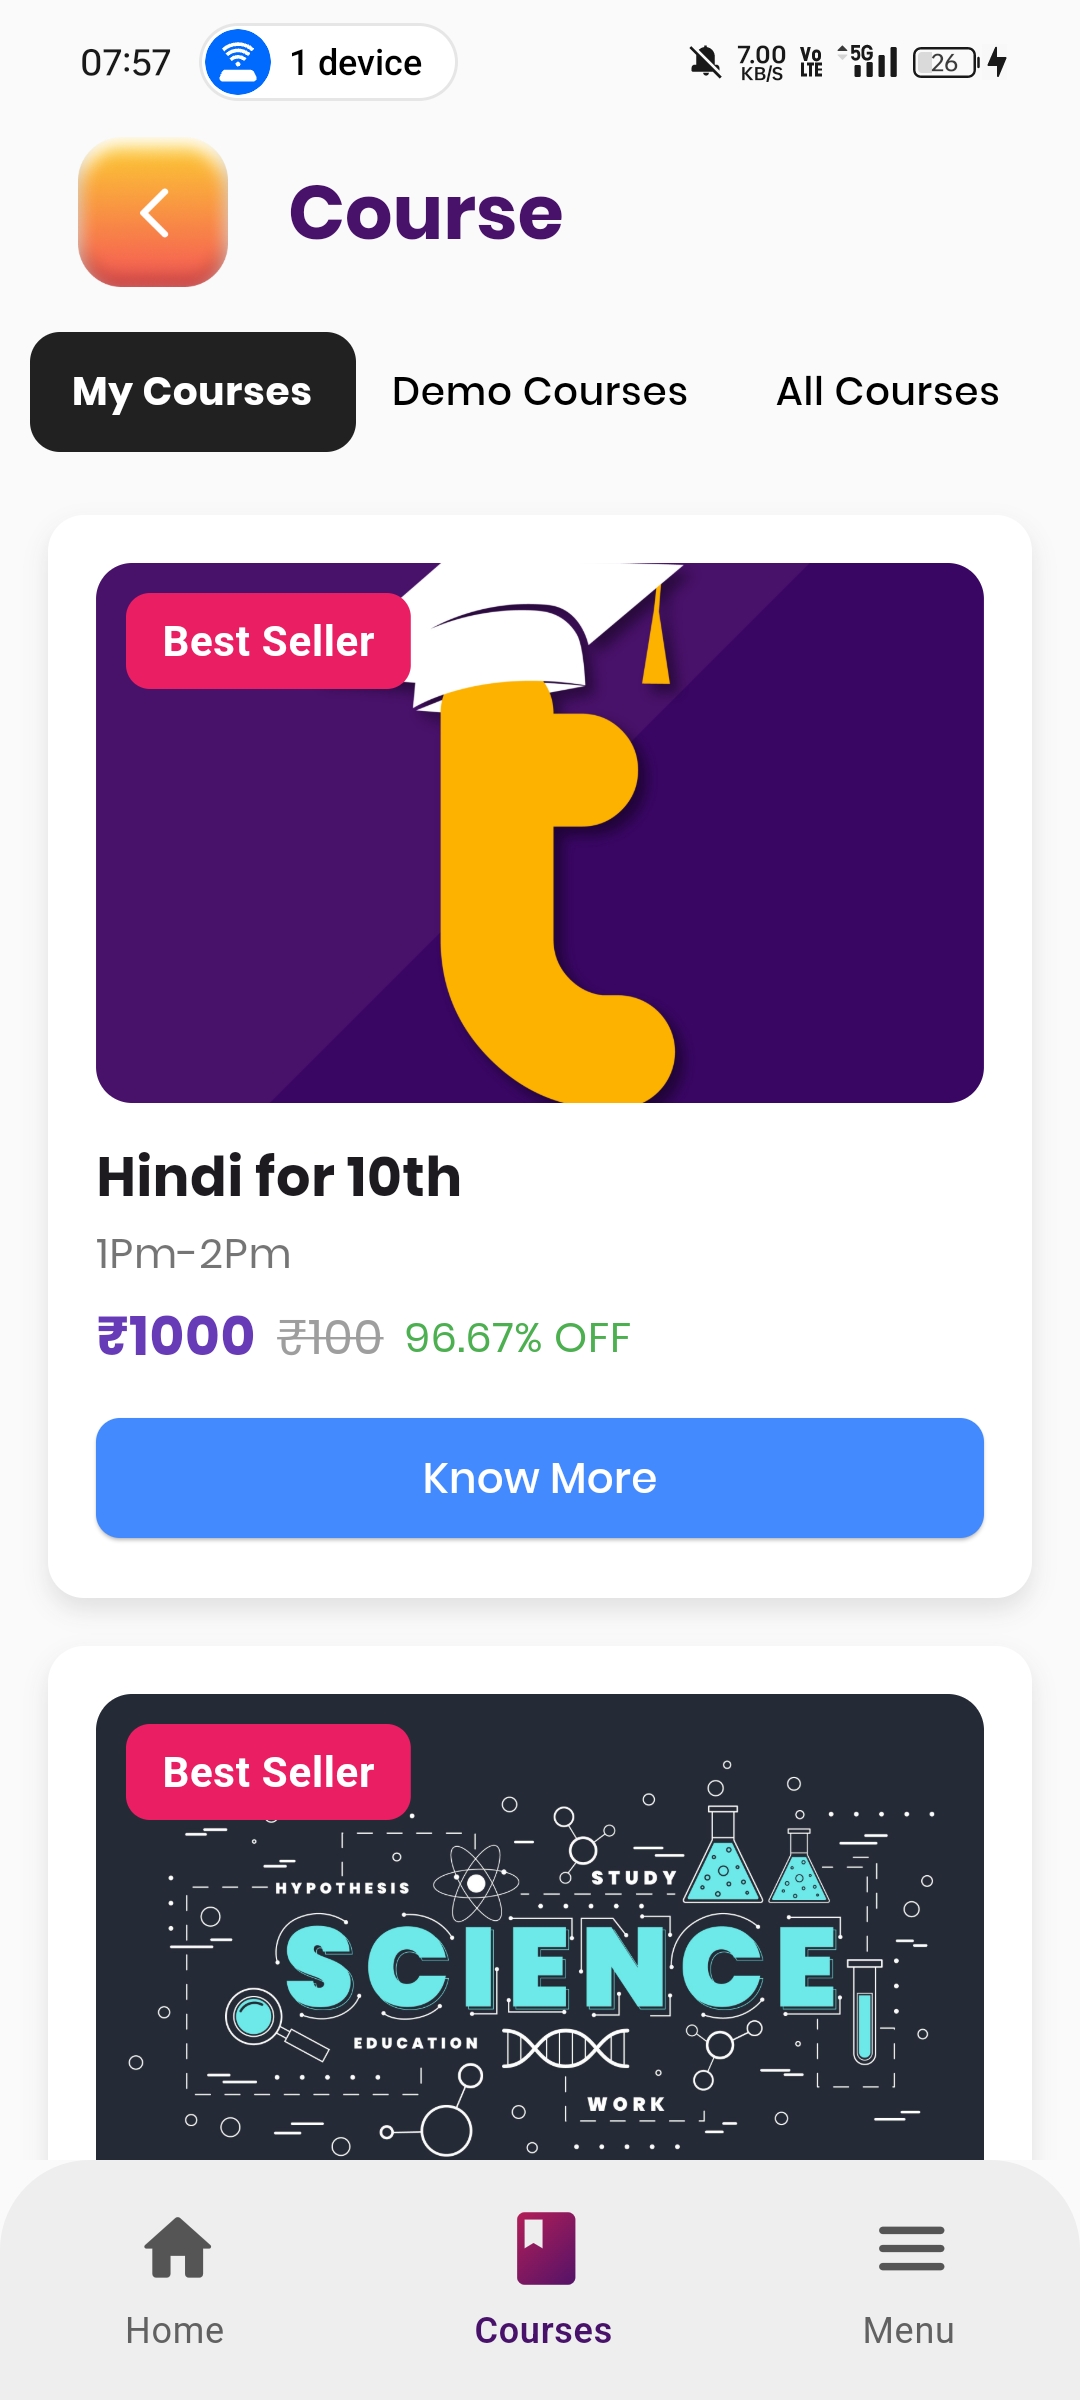 07:57 1 device 7.00 KB/S Vo LTE 5G 26
Course
My Courses Demo Courses All Courses
Best Seller
t
Hindi for 10th
1Pm-2Pm
₹1000 ₹100 96.67% OFF
Know More
Best Seller
HYPOTHESIS STUDY
SCIENCE
EDUCATION
WORK
Home Courses Menu